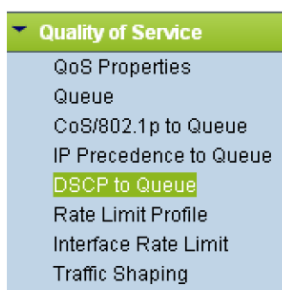 Quality of Service
QoS Properties
Queue
CoS/802.1p to Queue
IP Precedence to Queue
DSCP to Queue
Rate Limit Profile
Interface Rate Limit
Traffic Shaping